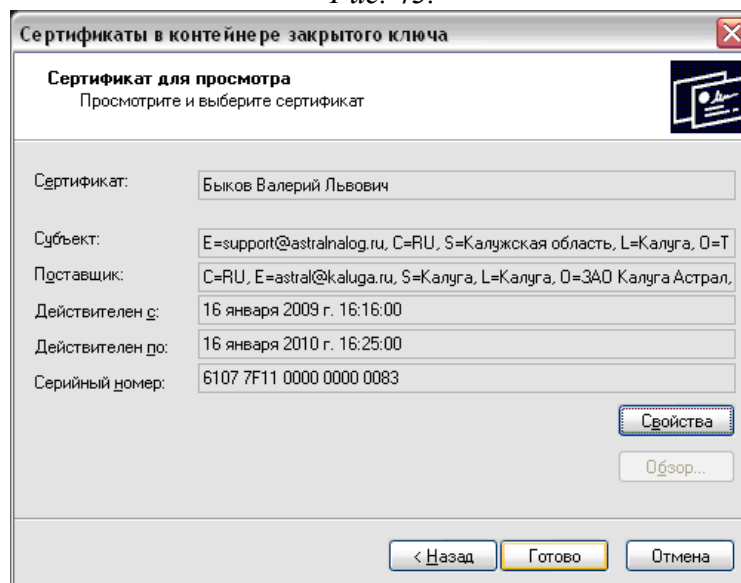 Сертификаты в контейнере закрытого ключа
Сертификат для просмотра
Просмотрите и выберите сертификат
Сертификат: Быков Валерий Львович
Субъект: E=support@astralnalog.ru, C=RU, S=Калужская область, L=Калуга, O=Т
Поставщик: C=RU, E=astral@kaluga.ru, S=Калуга, L=Калуга, O=ЗАО Калуга Астрал,
Действителен с: 16 января 2009 г. 16:16:00
Действителен по: 16 января 2010 г. 16:25:00
Серийный номер: 6107 7F11 0000 0000 0083
Свойства
Обзор...
< Назад Готово Отмена